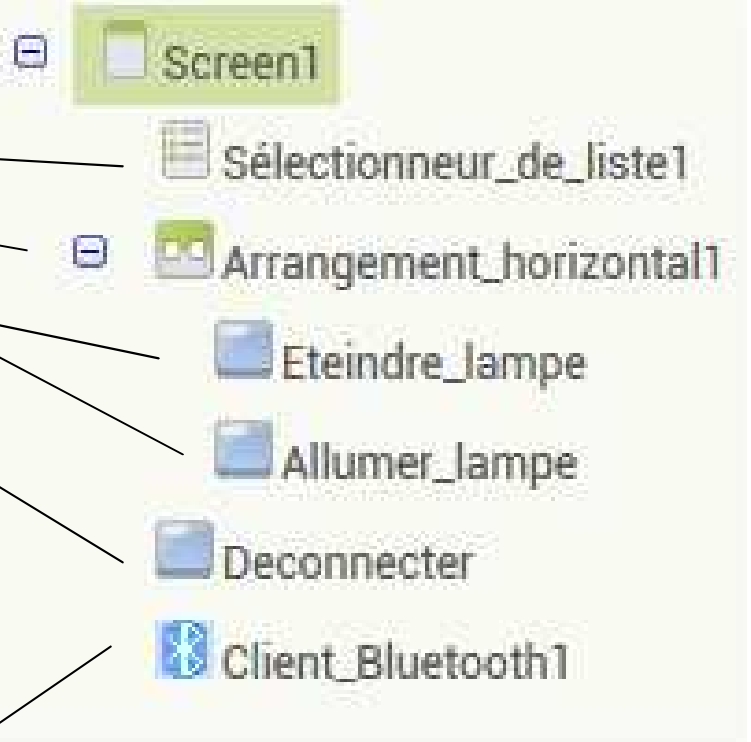 Screen1
Sélectionneur_de_liste1
Arrangement_horizontal1
Eteindre_lampe
Allumer_lampe
Deconnecter
Client_Bluetooth1